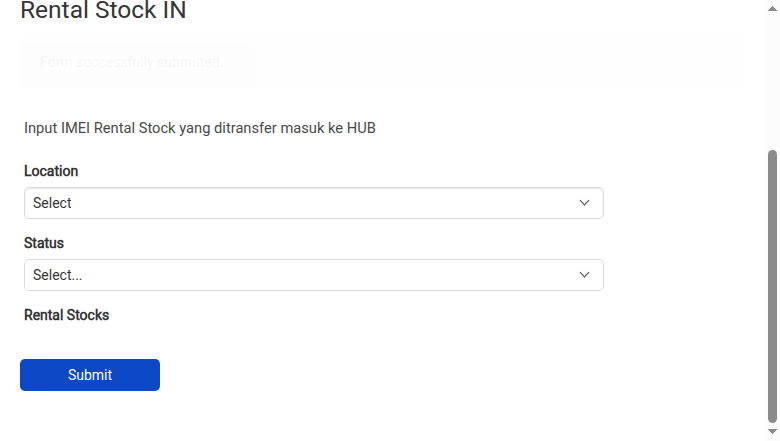 Rental Stock IN
Form successfully submitted.
Input IMEI Rental Stock yang ditransfer masuk ke HUB
Location
Select
Status
Select...
Rental Stocks
Submit